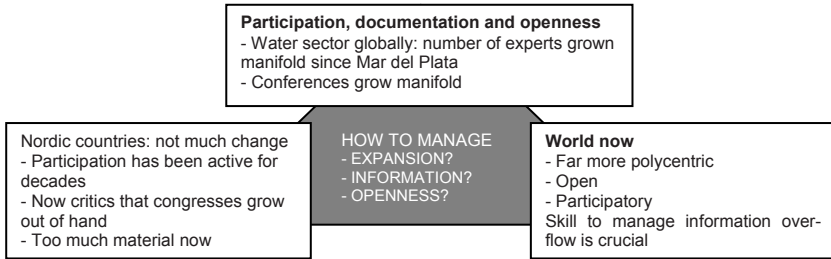 Participation, documentation and openness
- Water sector globally: number of experts grown
manifold since Mar del Plata
- Conferences grow manifold
Nordic countries: not much change
- Participation has been active for
decades
- Now critics that congresses grow
out of hand
- Too much material now
HOW TO MANAGE
- EXPANSION?
- INFORMATION?
- OPENNESS?
World now
- Far more polycentric
- Open
- Participatory
Skill to manage information over-
flow is crucial